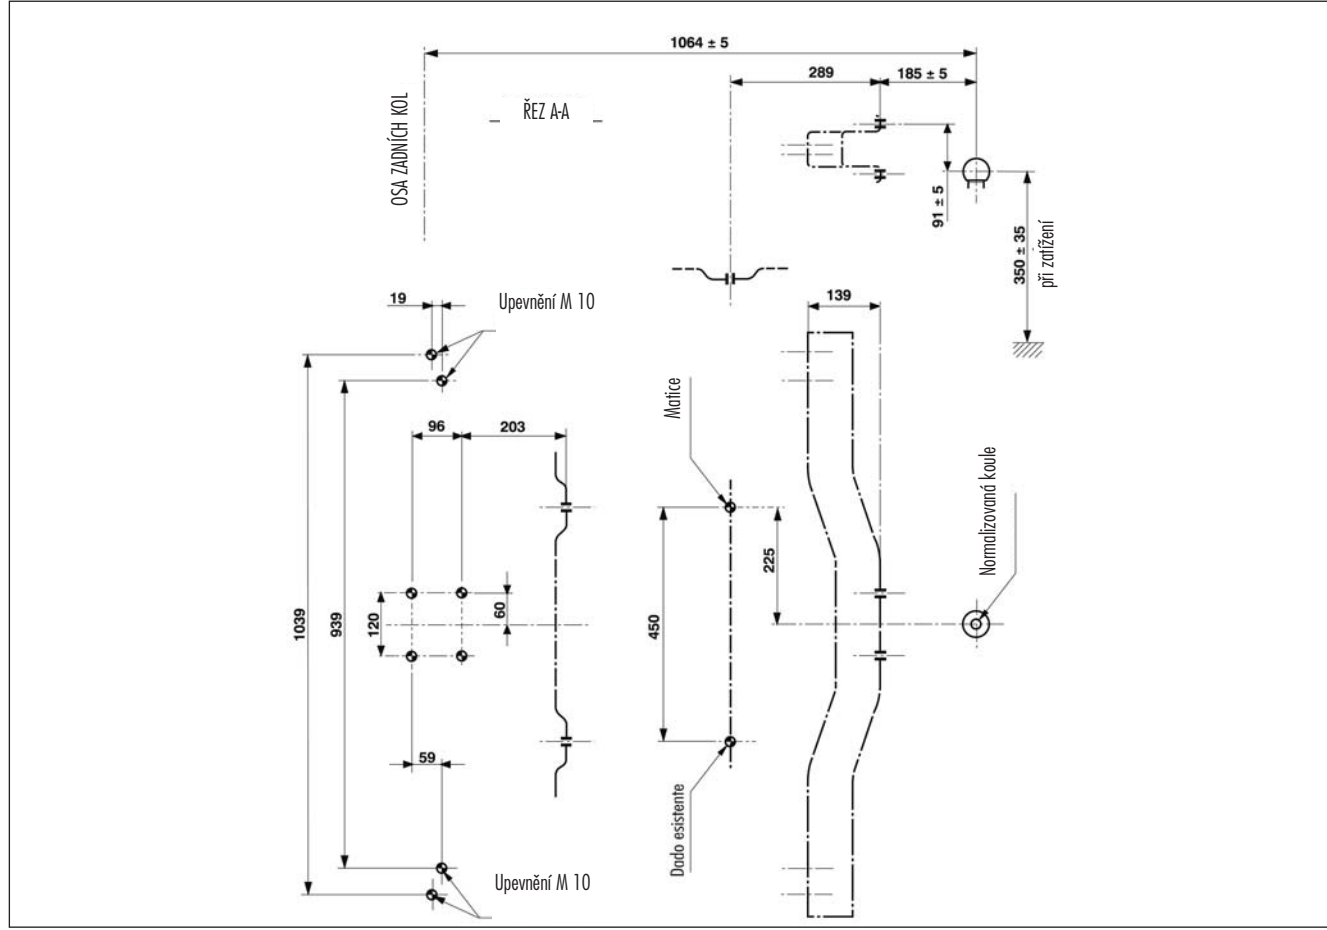 1064 ± 5
289
185 ± 5
OSA ZADNÍCH KOL
_ ŘEZ A-A _
91 ± 5
350 ± 35
při zatížení
19
Upevnění M 10
139
Matice
96
203
Normalizovaná koule
225
1039
939
120
60
450
59
Dado esistente
Upevnění M 10